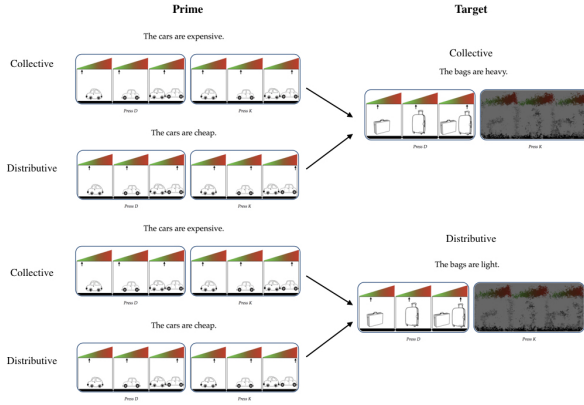 Prime
Target
The cars are expensive.
Collective
Press D
Press K
The cars are cheap.
Distributive
Press D
Press K
Collective
The bags are heavy.
Press D
Press K
The cars are expensive.
Collective
Press D
Press K
The cars are cheap.
Distributive
Press D
Press K
Distributive
The bags are light.
Press D
Press K